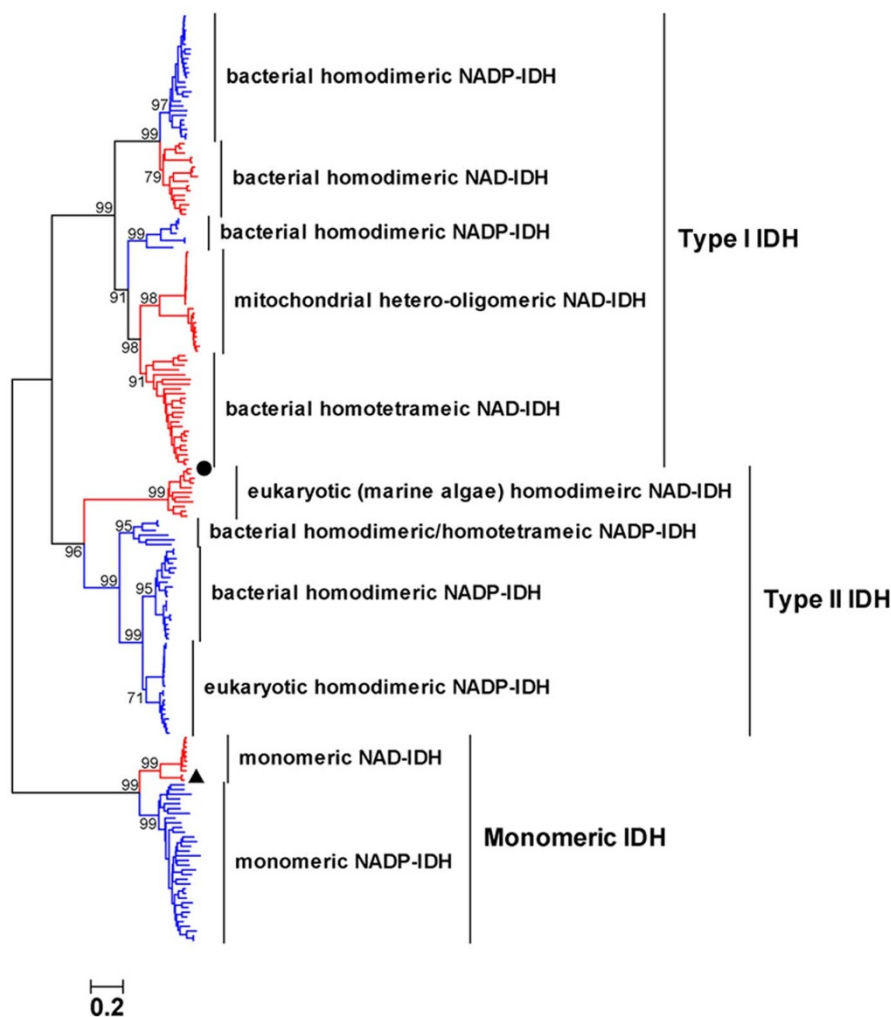 bacterial homodimeric NADP-IDH
97
99
bacterial homodimeric NAD-IDH
79
99
99
bacterial homodimeric NADP-IDH
Type I IDH
91
98
mitochondrial hetero-oligomeric NAD-IDH
98
91
bacterial homotetrameic NAD-IDH
99
eukaryotic (marine algae) homodimeirc NAD-IDH
95
bacterial homodimeric/homotetrameic NADP-IDH
96
99
95
bacterial homodimeric NADP-IDH
Type II IDH
99
71
eukaryotic homodimeric NADP-IDH
99
monomeric NAD-IDH
99
99
Monomeric IDH
monomeric NADP-IDH
0.2